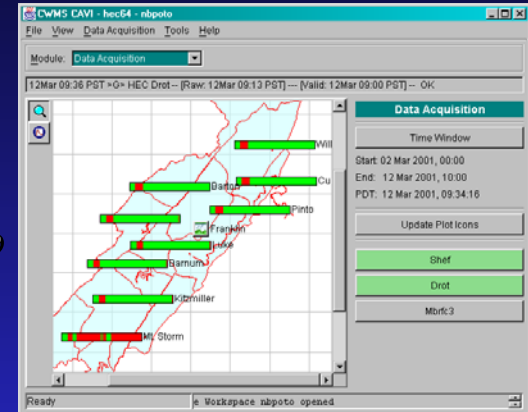 CWMS CAVI - hec64 - nbpoto
File View Data Acquisition Tools Help
Module: Data Acquisition
12Mar 09:36 PST >G> HEC Drot-- [Raw: 12Mar 09:13 PST] --- [Valid: 12Mar 09:00 PST] -- OK
Will
Cu
Barton
Pinto
Franklin
Luke
Barnum
Kitzmiller
Mt. Storm
Data Acquisition
Time Window
Start: 02 Mar 2001, 00:00
End: 12 Mar 2001, 10:00
PDT: 12 Mar 2001, 09:34:16
Update Plot Icons
Shef
Drot
Mbrfc3
Ready
e Workspace nbpoto opened